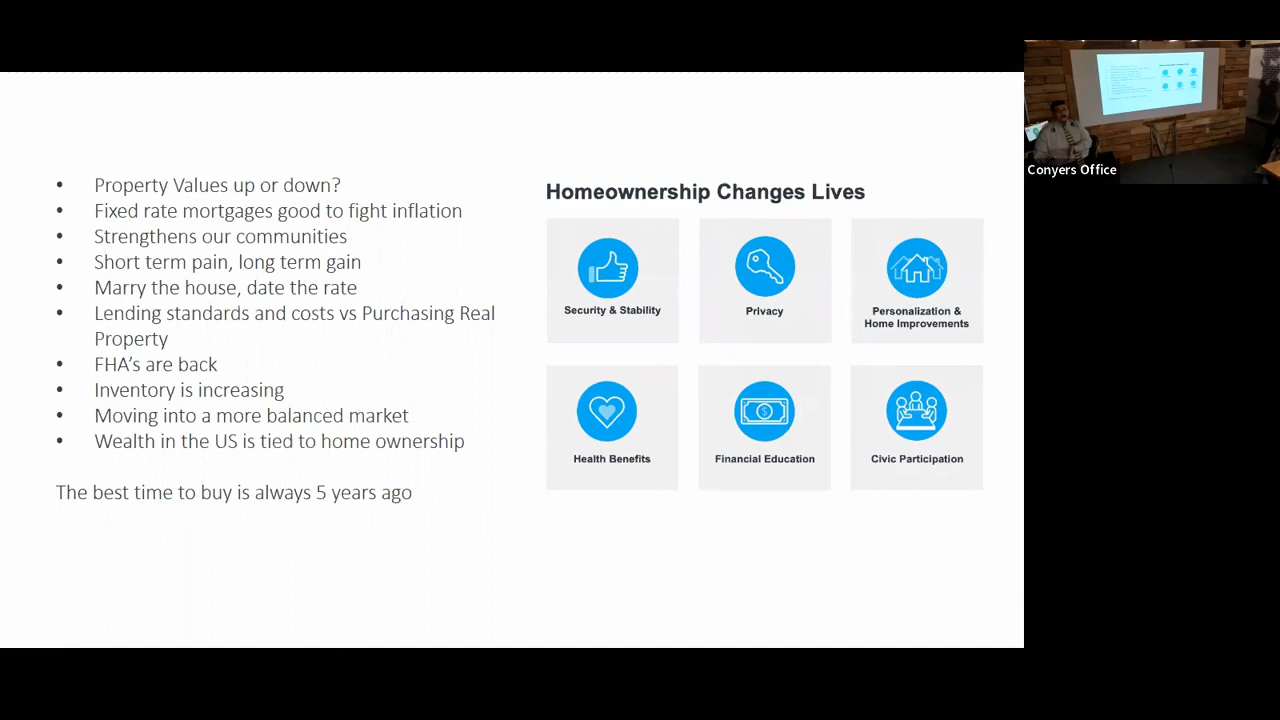 • Property Values up or down?
• Fixed rate mortgages good to fight inflation
• Strengthens our communities
• Short term pain, long term gain
• Marry the house, date the rate
• Lending standards and costs vs Purchasing Real
Property
• FHA's are back
• Inventory is increasing
• Moving into a more balanced market
• Wealth in the US is tied to home ownership
The best time to buy is always 5 years ago
Homeownership Changes Lives
Security & Stability
Privacy
Personalization &
Home Improvements
Health Benefits
$
Financial Education
Civic Participation
Conyers Office